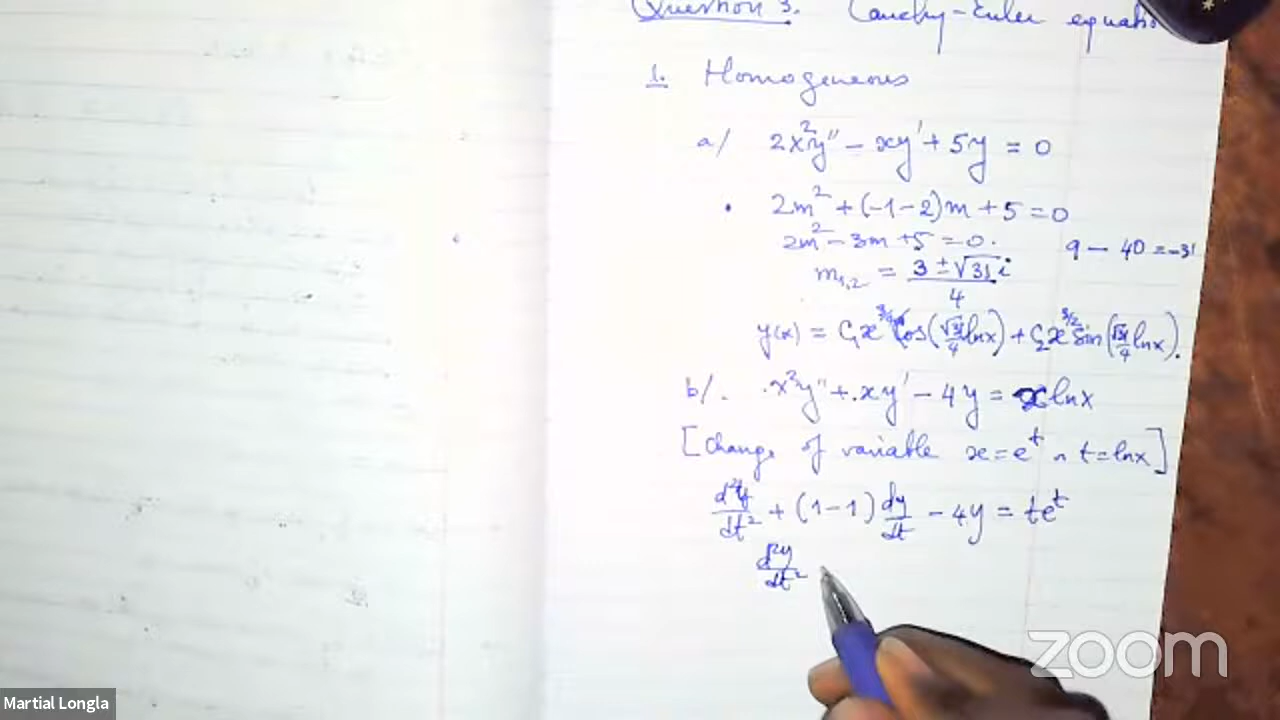 Question 3. Cauchy-Euler equatio
1. Homogeneous
a/ 2x²y'' - xy' + 5y = 0
• 2m² + (-1-2)m + 5 = 0
2m² - 3m + 5 = 0. 9 - 40 = -31
m₁,₂ = (3 ± √31 i)/4
y(x) = C₁x cos(√31/4 lnx) + C₂x^3/2 sin(√31/4 lnx).
b/. x²y'' + xy' - 4y = x lnx
[Change of variable x = e^t n t = lnx]
d²y/dt² + (1-1) dy/dt - 4y = te^t
d²y/dt²
zoom
Martial Longla